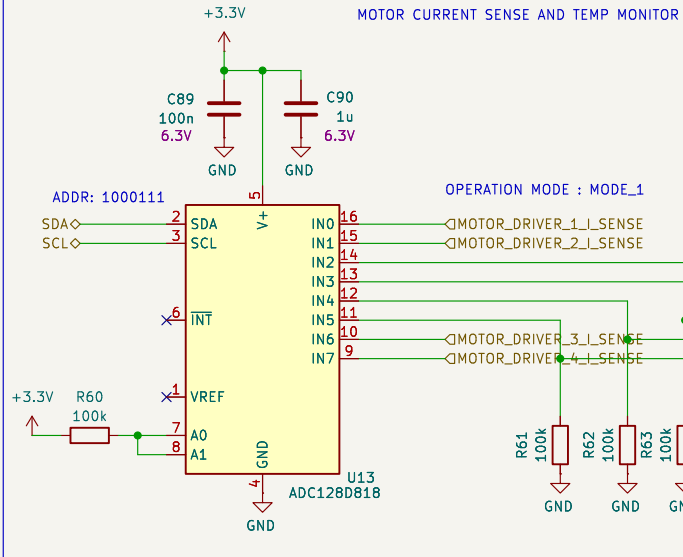 +3.3V
MOTOR CURRENT SENSE AND TEMP MONITOR
C89
100n
6.3V
C90
1u
6.3V
GND
GND
ADDR: 1000111
OPERATION MODE : MODE_1
5
V+
SDA
2
SDA
SCL
3
SCL
6
INT
1
VREF
7
A0
8
A1
IN0
16
MOTOR_DRIVER_1_I_SENSE
IN1
15
MOTOR_DRIVER_2_I_SENSE
IN2
14
IN3
13
IN4
12
IN5
11
IN6
10
MOTOR_DRIVER_3_I_SENSE
IN7
9
MOTOR_DRIVER_4_I_SENSE
+3.3V
R60
100k
GND
4
U13
ADC128D818
GND
R61
100k
R62
100k
R63
100k
GND
GND